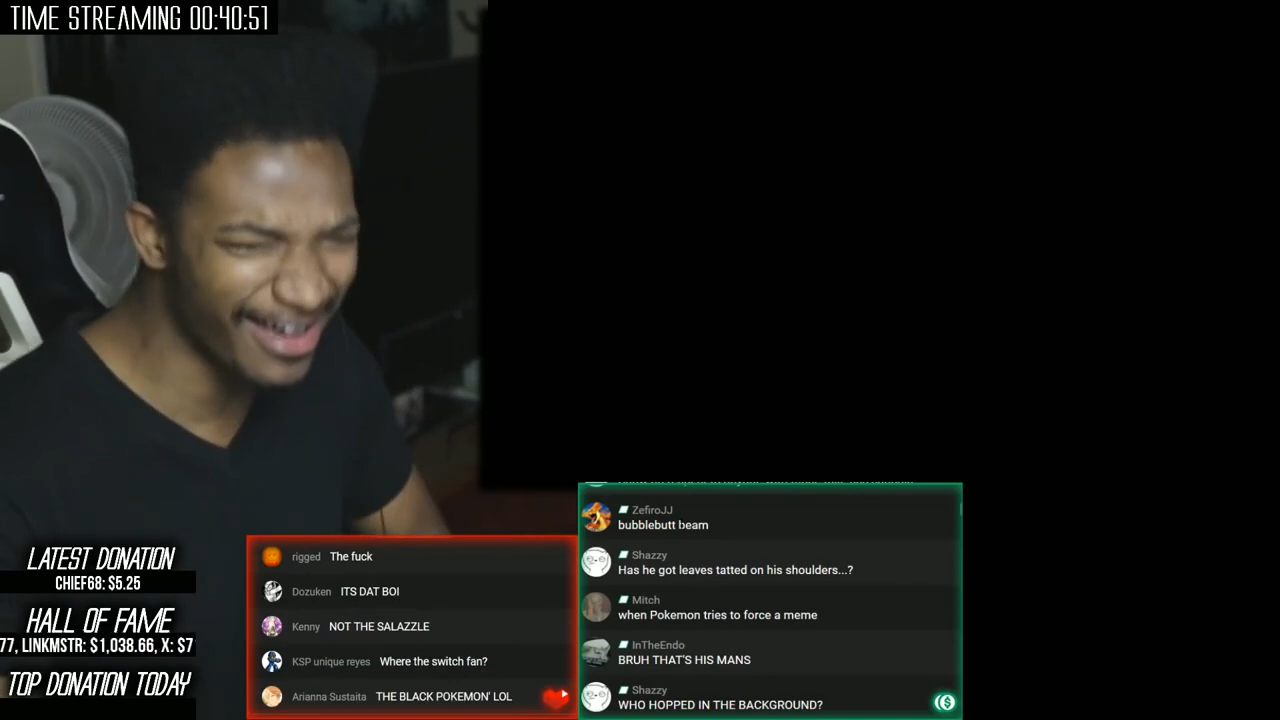 TIME STREAMING 00:40:51
LATEST DONATION
CHIEF68: $5.25
HALL OF FAME
77, LINKMSTR: $1,038.66, X: $7
TOP DONATION TODAY
rigged The fuck
Dozuken ITS DAT BOI
Kenny NOT THE SALAZZLE
KSP unique reyes Where the switch fan?
Arianna Sustaita THE BLACK POKEMON' LOL
ZefiroJJ
bubblebutt beam
Shazzy
Has he got leaves tatted on his shoulders...?
Mitch
when Pokemon tries to force a meme
InTheEndo
BRUH THAT'S HIS MANS
Shazzy
WHO HOPPED IN THE BACKGROUND?